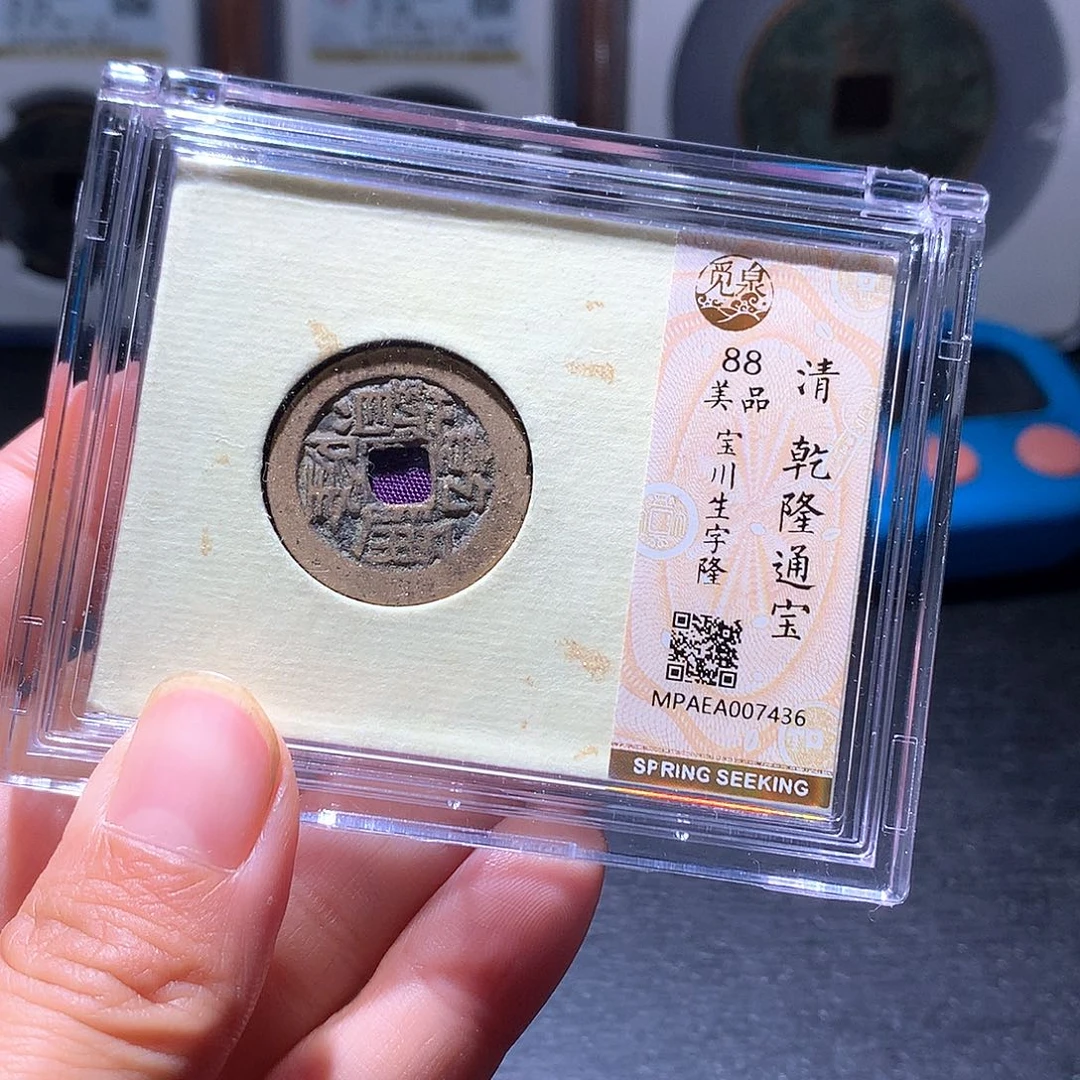 觅泉
清 乾隆通宝
88
美品
宝川生字隆
MPAEA007436
SPRING SEEKING